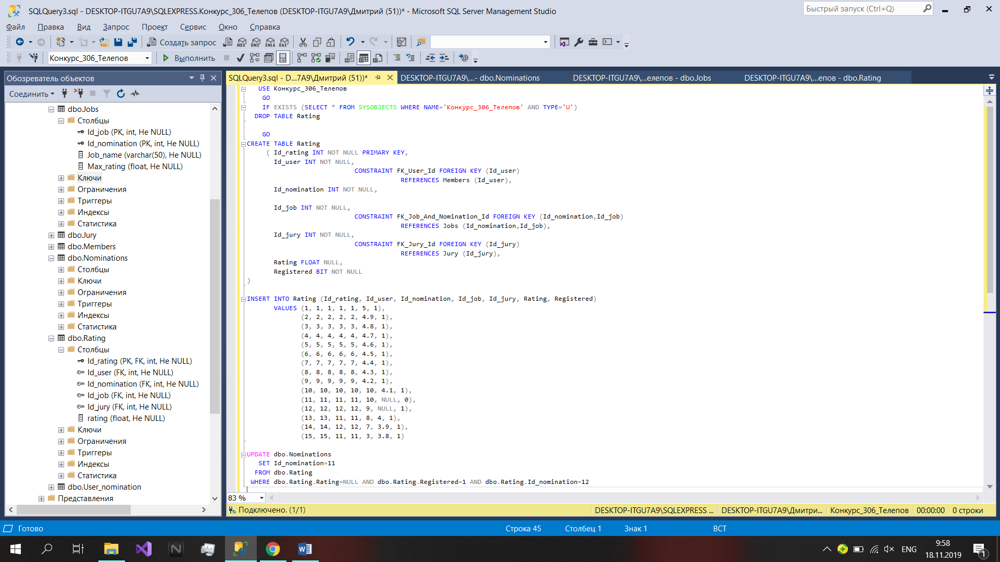 SQLQuery3.sql - DESKTOP-ITGU7A9\SQLEXPRESS.Конкурс_306_Телепов (DESKTOP-ITGU7A9\Дмитрий (51))* - Microsoft SQL Server Management Studio
Быстрый запуск (Ctrl+Q)
Файл Правка Вид Запрос Проект Сервис Окно Справка
Создать запрос
MDX DMX XMLA DAX
Конкурс_306_Телепов
Выполнить
Обозреватель объектов
Соединить
dbo.Jobs
Столбцы
Id_job (PK, int, Не NULL)
Id_nomination (PK, int, Не NULL)
Job_name (varchar(50), Не NULL)
Max_rating (float, Не NULL)
Ключи
Ограничения
Триггеры
Индексы
Статистика
dbo.Jury
dbo.Members
dbo.Nominations
Столбцы
Ключи
Ограничения
Триггеры
Индексы
Статистика
dbo.Rating
Столбцы
Id_rating (PK, FK, int, Не NULL)
Id_user (FK, int, Не NULL)
Id_nomination (FK, int, Не NULL)
Id_job (FK, int, Не NULL)
Id_jury (FK, int, Не NULL)
rating (float, Не NULL)
Ключи
Ограничения
Триггеры
Индексы
Статистика
dbo.User_nomination
Представления
SQLQuery3.sql - D...7A9\Дмитрий (51))*
DESKTOP-ITGU7A9\...- dbo.Nominations
DESKTOP-ITGU7A9\...елепов - dbo.Jobs
DESKTOP-ITGU7A9\...епов - dbo.Rating
USE Конкурс_306_Телепов
GO
IF EXISTS (SELECT * FROM SYSOBJECTS WHERE NAME='Конкурс_306_Телепов' AND TYPE='U')
DROP TABLE Rating
GO
CREATE TABLE Rating
( Id_rating INT NOT NULL PRIMARY KEY,
Id_user INT NOT NULL,
CONSTRAINT FK_User_Id FOREIGN KEY (Id_user)
REFERENCES Members (Id_user),
Id_nomination INT NOT NULL,
Id_job INT NOT NULL,
CONSTRAINT FK_Job_And_Nomination_Id FOREIGN KEY (Id_nomination,Id_job)
REFERENCES Jobs (Id_nomination,Id_job),
Id_jury INT NOT NULL,
CONSTRAINT FK_Jury_Id FOREIGN KEY (Id_jury)
REFERENCES Jury (Id_jury),
Rating FLOAT NULL,
Registered BIT NOT NULL
)
INSERT INTO Rating (Id_rating, Id_user, Id_nomination, Id_job, Id_jury, Rating, Registered)
VALUES (1, 1, 1, 1, 1, 5, 1),
(2, 2, 2, 2, 2, 4.9, 1),
(3, 3, 3, 3, 3, 4.8, 1),
(4, 4, 4, 4, 4, 4.7, 1),
(5, 5, 5, 5, 5, 4.6, 1),
(6, 6, 6, 6, 6, 4.5, 1),
(7, 7, 7, 7, 7, 4.4, 1),
(8, 8, 8, 8, 8, 4.3, 1),
(9, 9, 9, 9, 9, 4.2, 1),
(10, 10, 10, 10, 10, 4.1, 1),
(11, 11, 11, 11, 10, NULL, 0),
(12, 12, 12, 12, 9, NULL, 1),
(13, 13, 11, 11, 8, 4, 1),
(14, 14, 12, 12, 7, 3.9, 1),
(15, 15, 11, 11, 3, 3.8, 1)
UPDATE dbo.Nominations
SET Id_nomination=11
FROM dbo.Rating
WHERE dbo.Rating.Rating=NULL AND dbo.Rating.Registered=1 AND dbo.Rating.Id_nomination=12
83 %
Подключено. (1/1)
DESKTOP-ITGU7A9\SQLEXPRESS ...
DESKTOP-ITGU7A9\Дмитри...
Конкурс_306_Телепов
00:00:00
0 строки
Готово
Строка 45
Столбец 1
Знак 1
ВСТ
ENG
9:58
18.11.2019
1